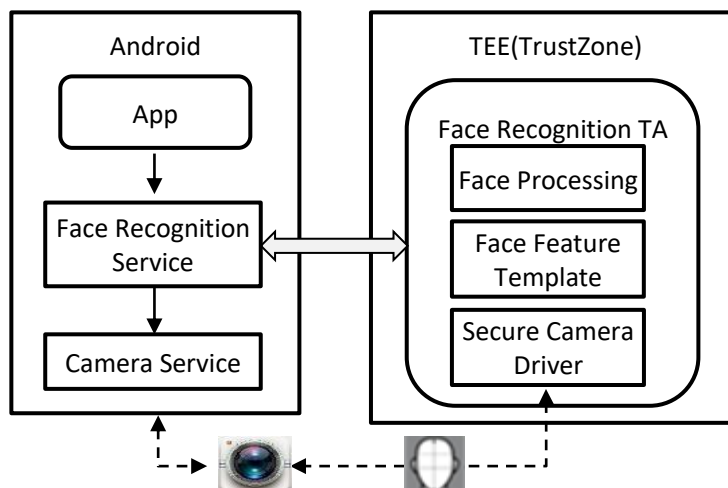 Android
App
Face Recognition
Service
Camera Service
TEE(TrustZone)
Face Recognition TA
Face Processing
Face Feature
Template
Secure Camera
Driver